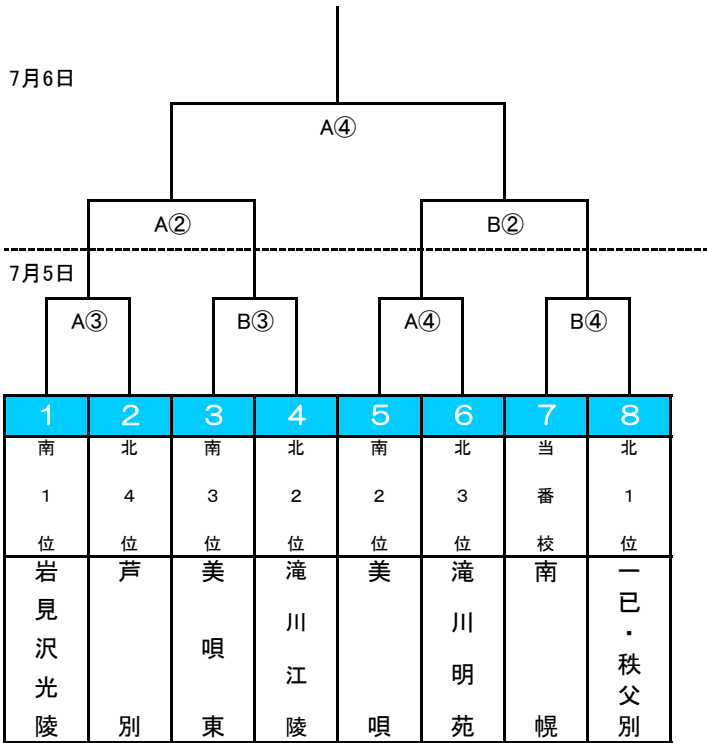 7月6日
A④
A②
B②
7月5日
A③
B③
A④
B④
1
2
3
4
5
6
7
8
南1位
北4位
南3位
北2位
南2位
北3位
当番校
北1位
岩見沢光陵
芦別
美唄東
滝川江陵
美唄
滝川明苑
南幌
一已・秩父別